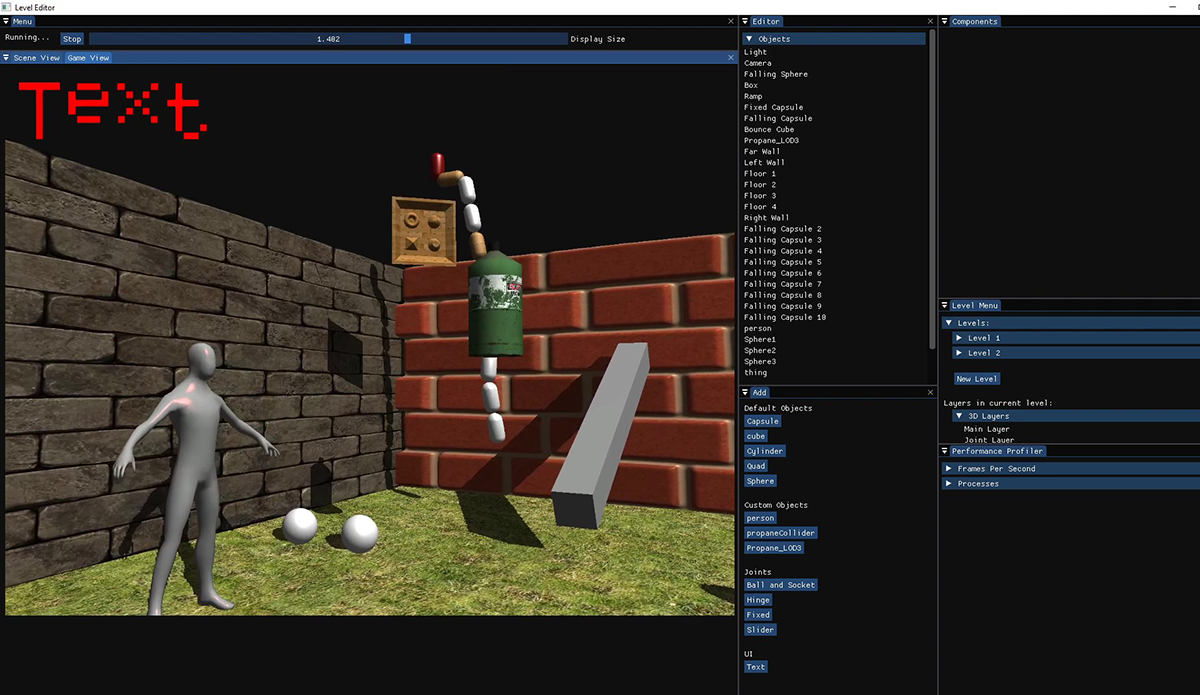 Level Editor
Menu
Running...
Stop
1.482
Display Size
Scene View
Game View
Text
Editor
Objects
Light
Camera
Falling Sphere
Box
Ramp
Fixed Capsule
Falling Capsule
Bounce Cube
Propane_LOD3
Far Wall
Left Wall
Floor 1
Floor 2
Floor 3
Floor 4
Right Wall
Falling Capsule 2
Falling Capsule 3
Falling Capsule 4
Falling Capsule 5
Falling Capsule 6
Falling Capsule 7
Falling Capsule 8
Falling Capsule 9
Falling Capsule 10
person
Sphere1
Sphere2
Sphere3
thing
Add
Default Objects
Capsule
cube
Cylinder
Quad
Sphere
Custom Objects
person
propaneCollider
Propane_LOD3
Joints
Ball and Socket
Hinge
Fixed
Slider
UI
Text
Components
Level Menu
Levels:
Level 1
Level 2
New Level
Layers in current level:
3D Layers
Main Layer
Joint Layer
Performance Profiler
Frames Per Second
Processes